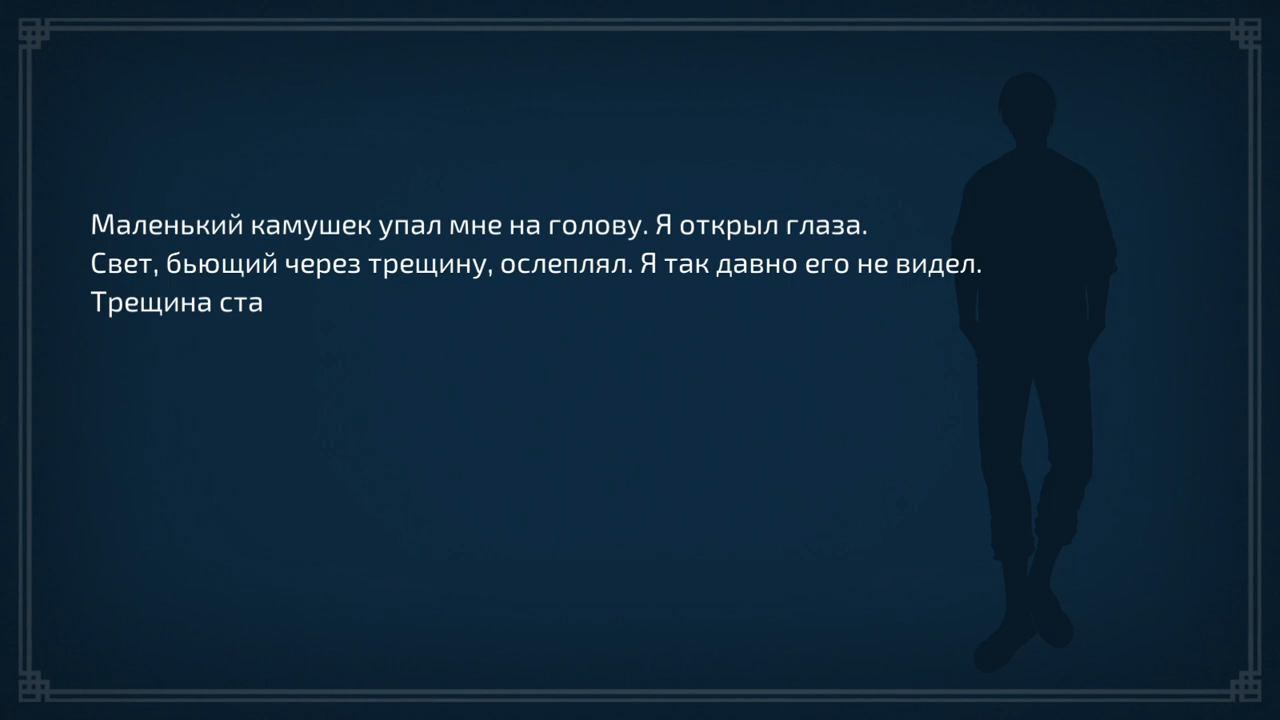 Маленький камушек упал мне на голову. Я открыл глаза.
Свет, бьющий через трещину, ослеплял. Я так давно его не видел.
Трещина ста